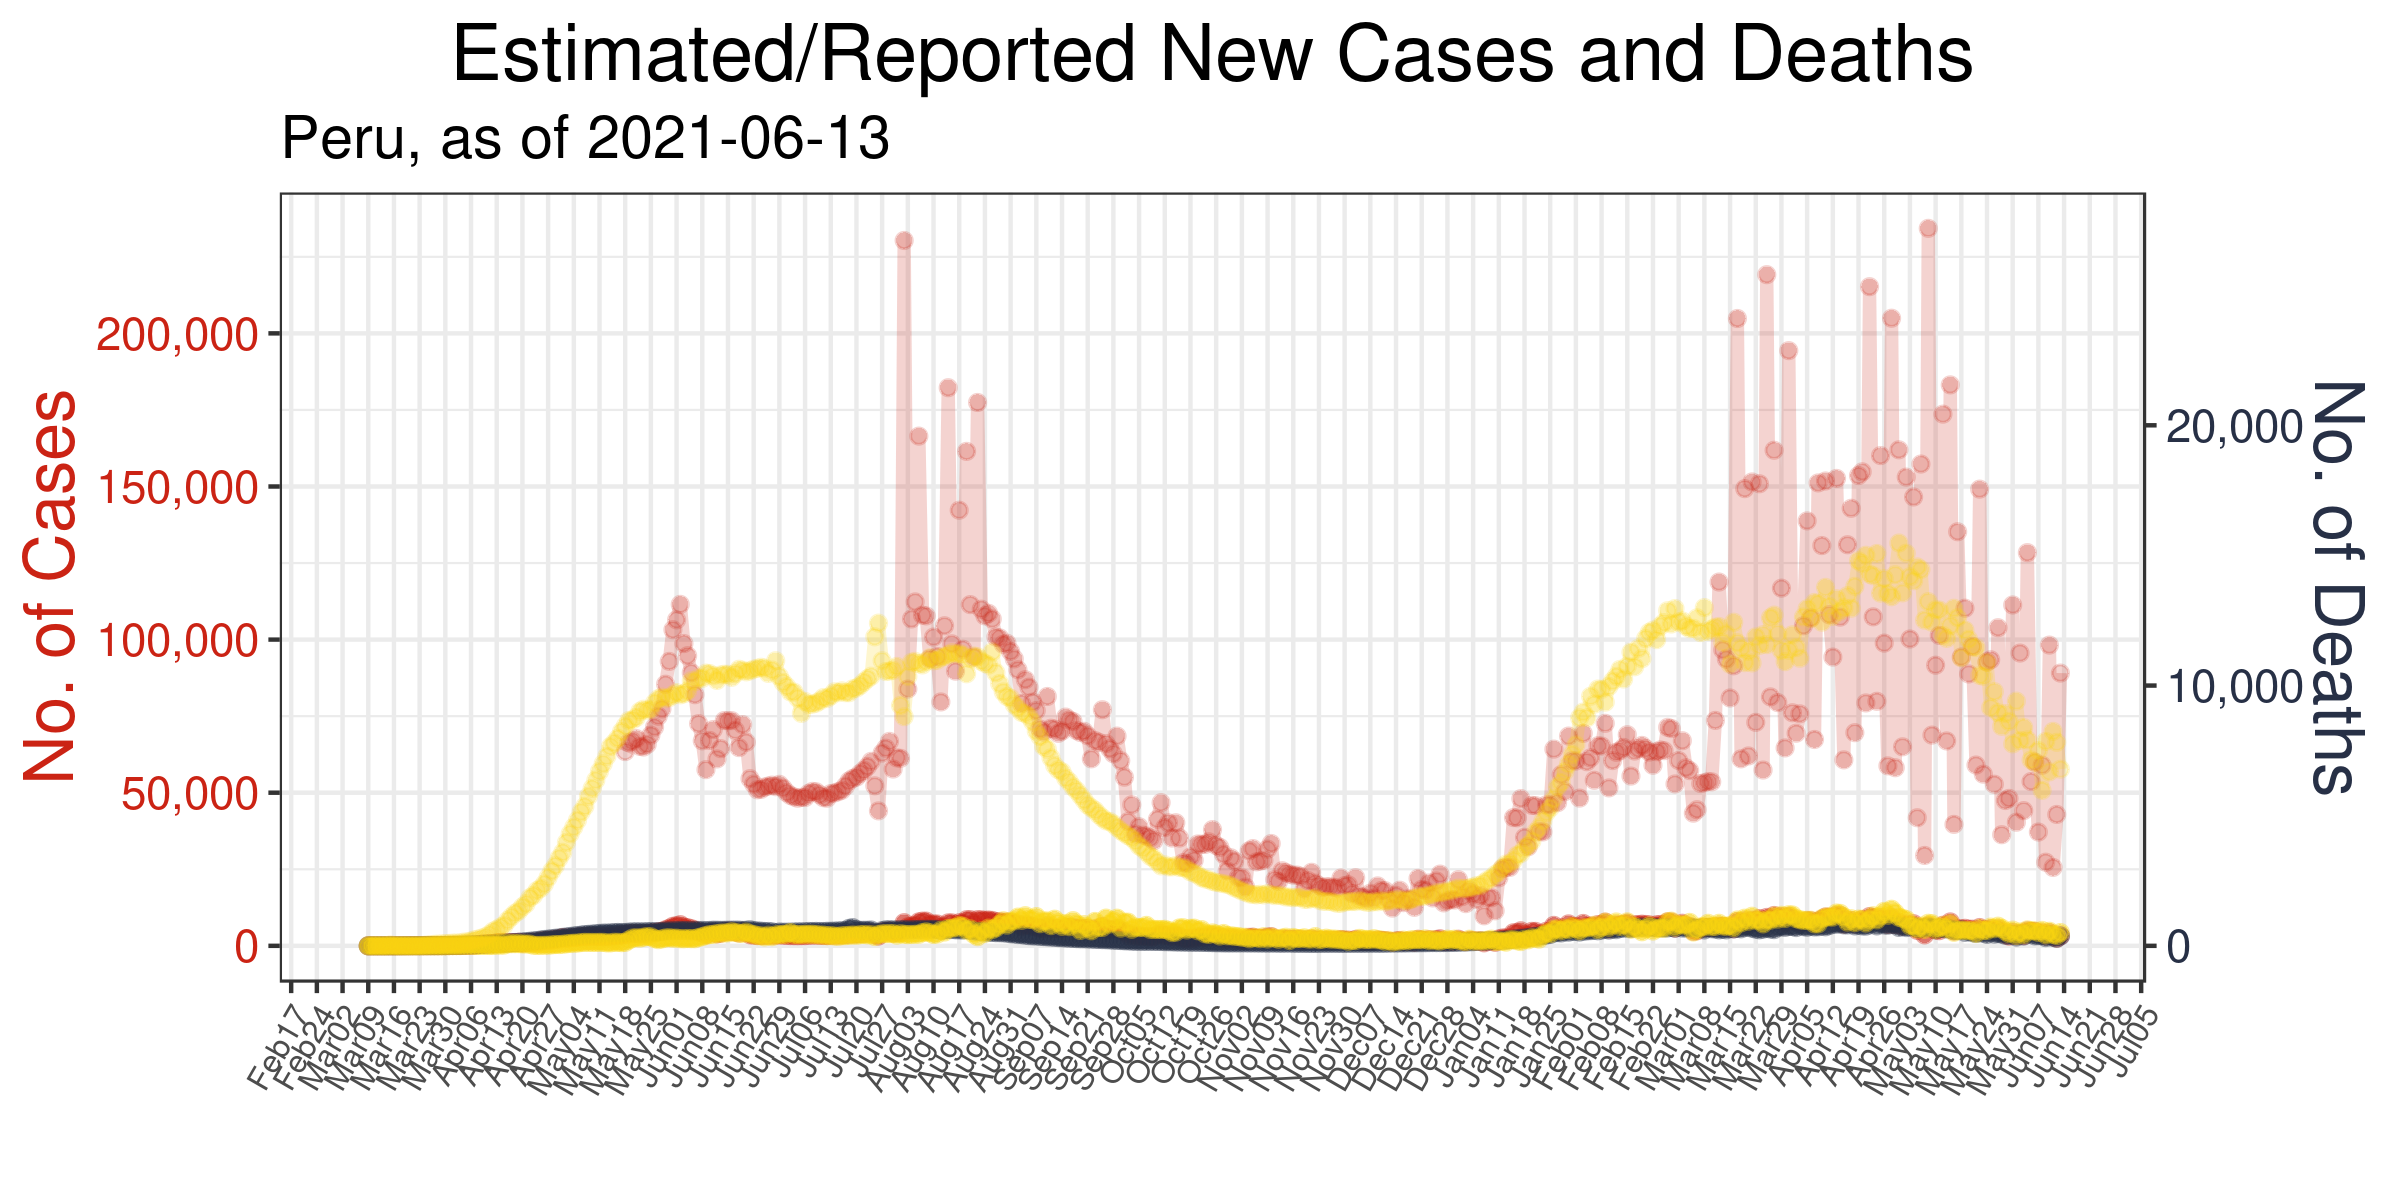 Estimated/Reported New Cases and Deaths
Peru, as of 2021-06-13
No. of Cases
200,000
150,000
100,000
50,000
0
20,000
10,000
0
No. of Deaths
Feb17
Feb24
Mar02
Mar09
Mar16
Mar23
Mar30
Apr06
Apr13
Apr20
Apr27
May04
May11
May18
May25
Jun01
Jun08
Jun15
Jun22
Jun29
Jul06
Jul13
Jul20
Jul27
Aug03
Aug10
Aug17
Aug24
Aug31
Sep07
Sep14
Sep21
Sep28
Oct05
Oct12
Oct19
Oct26
Nov02
Nov09
Nov16
Nov23
Nov30
Dec07
Dec14
Dec21
Dec28
Jan04
Jan11
Jan18
Jan25
Feb01
Feb08
Feb15
Feb22
Mar01
Mar08
Mar15
Mar22
Mar29
Apr05
Apr12
Apr19
Apr26
May03
May10
May17
May24
May31
Jun07
Jun14
Jun21
Jun28
Jul05